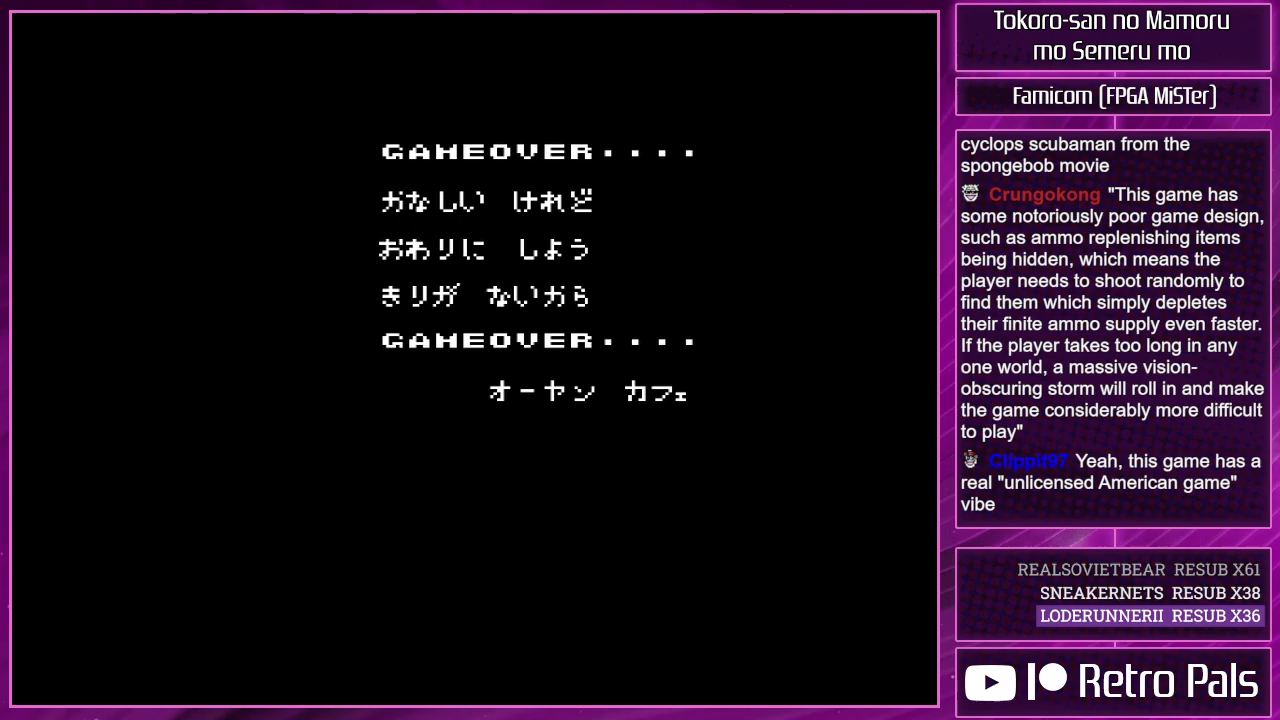 GAMEOVER・・・・
かなしい けれど
おわりに しよう
きりが ないから
GAMEOVER・・・・
オーヤン カフェ
Tokoro-san no Mamoru
mo Semeru mo
Famicom (FPGA MiSTer)
cyclops scubaman from the
spongebob movie
Crungokong "This game has
some notoriously poor game design,
such as ammo replenishing items
being hidden, which means the
player needs to shoot randomly to
find them which simply depletes
their finite ammo supply even faster.
If the player takes too long in any
one world, a massive vision-
obscuring storm will roll in and make
the game considerably more difficult
to play"
Clippit97 Yeah, this game has a
real "unlicensed American game"
vibe
REALSOVIETBEAR RESUB X61
SNEAKERNETS RESUB X38
LODERUNNERII RESUB X36
Retro Pals